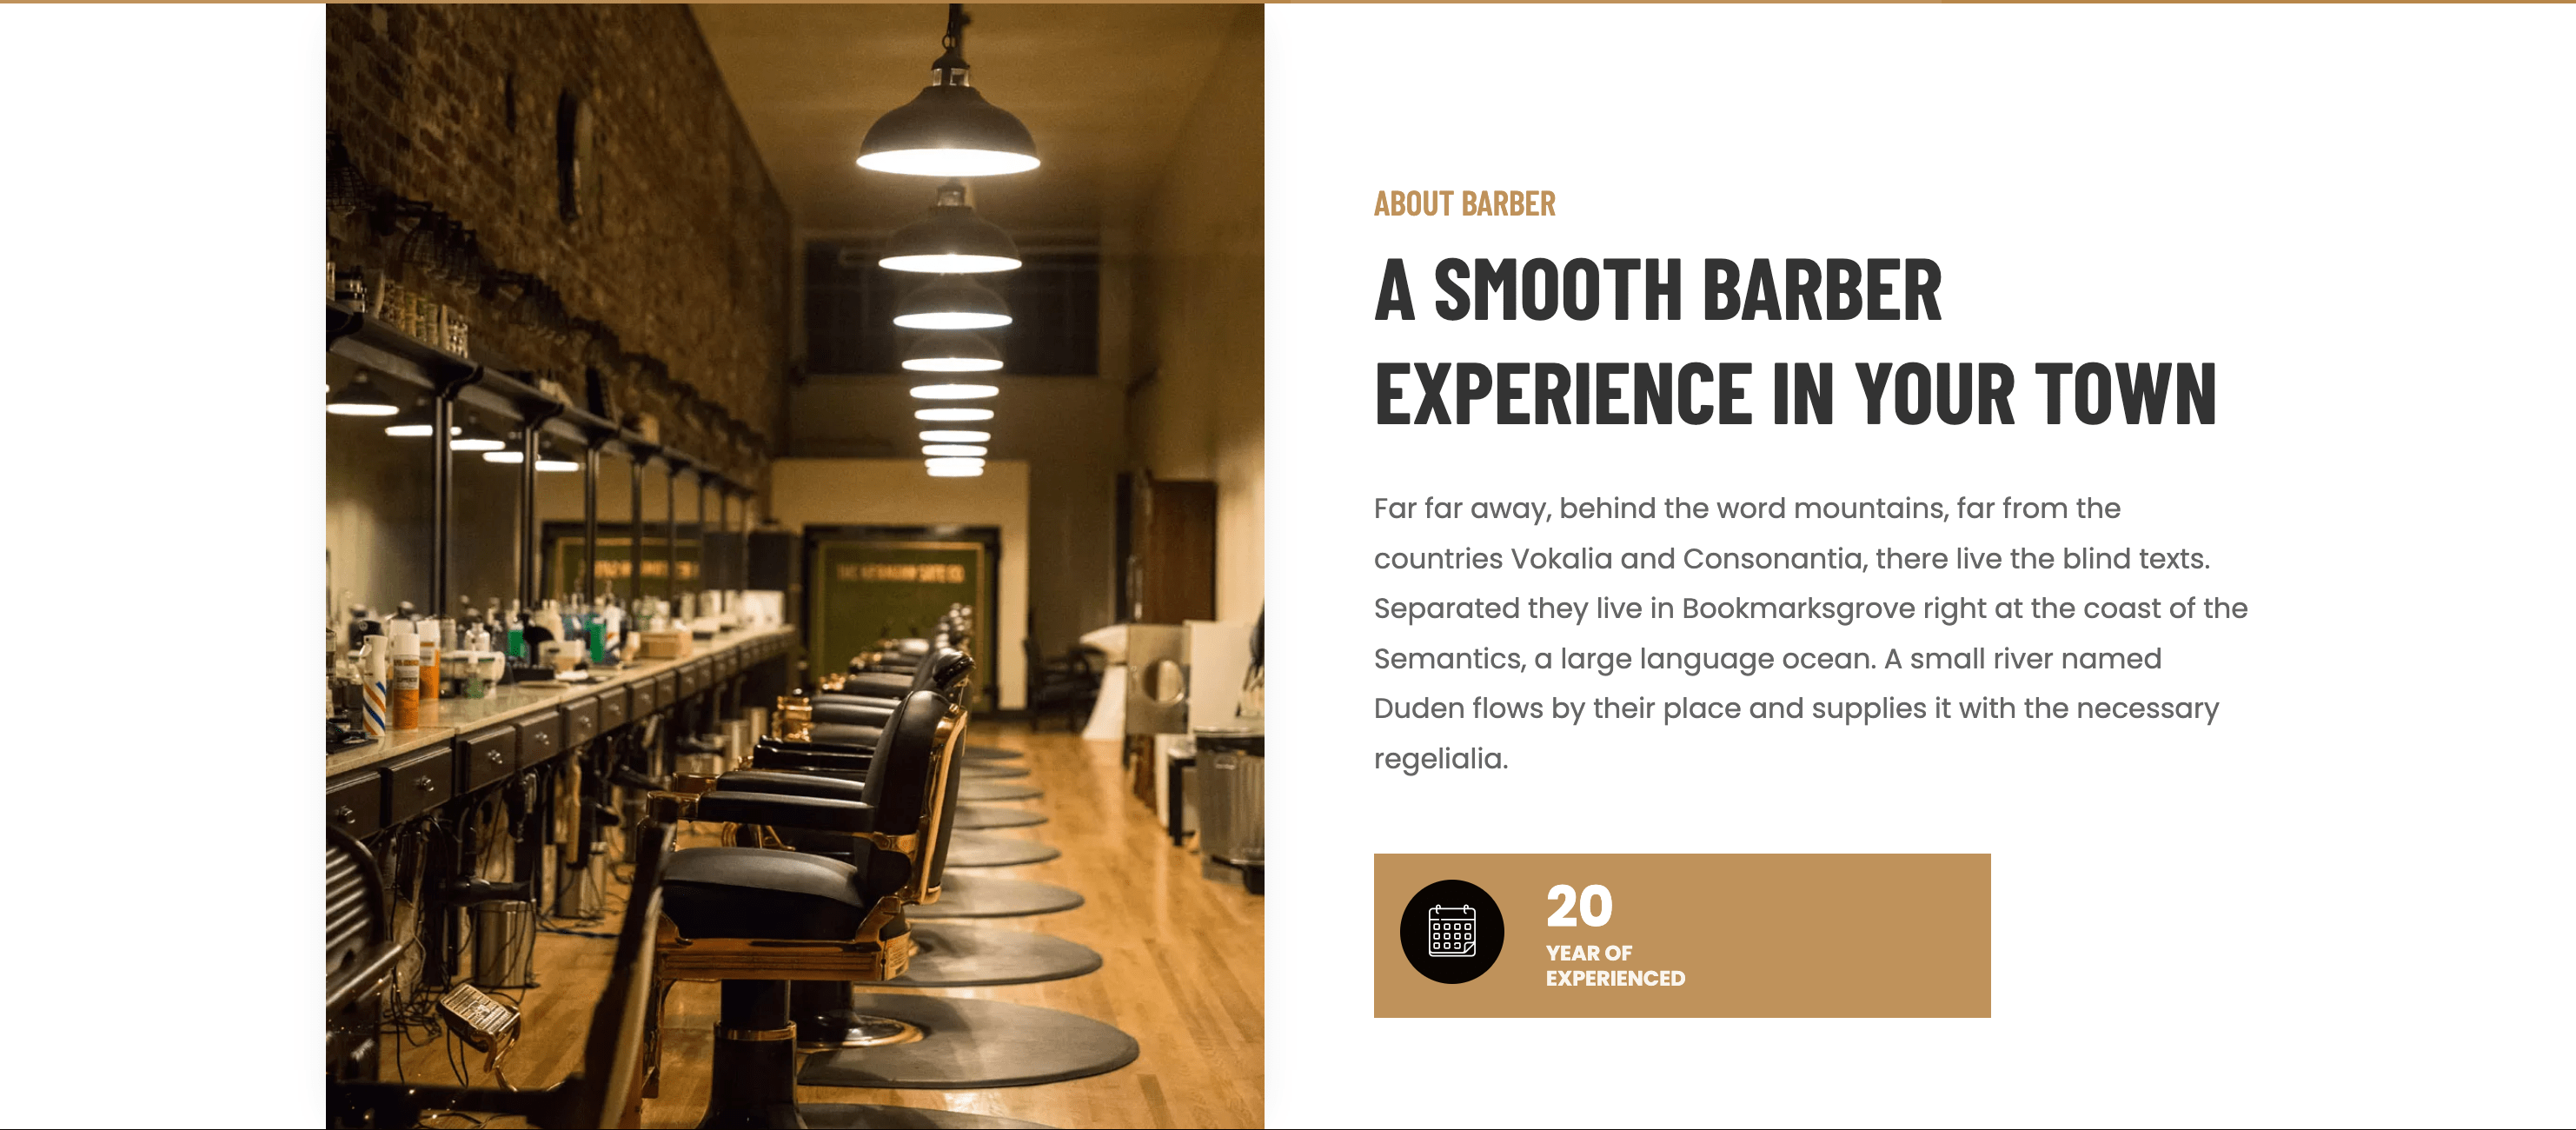 ABOUT BARBER
A SMOOTH BARBER
EXPERIENCE IN YOUR TOWN
Far far away, behind the word mountains, far from the
countries Vokalia and Consonantia, there live the blind texts.
Separated they live in Bookmarksgrove right at the coast of the
Semantics, a large language ocean. A small river named
Duden flows by their place and supplies it with the necessary
regelialia.
20
YEAR OF
EXPERIENCED